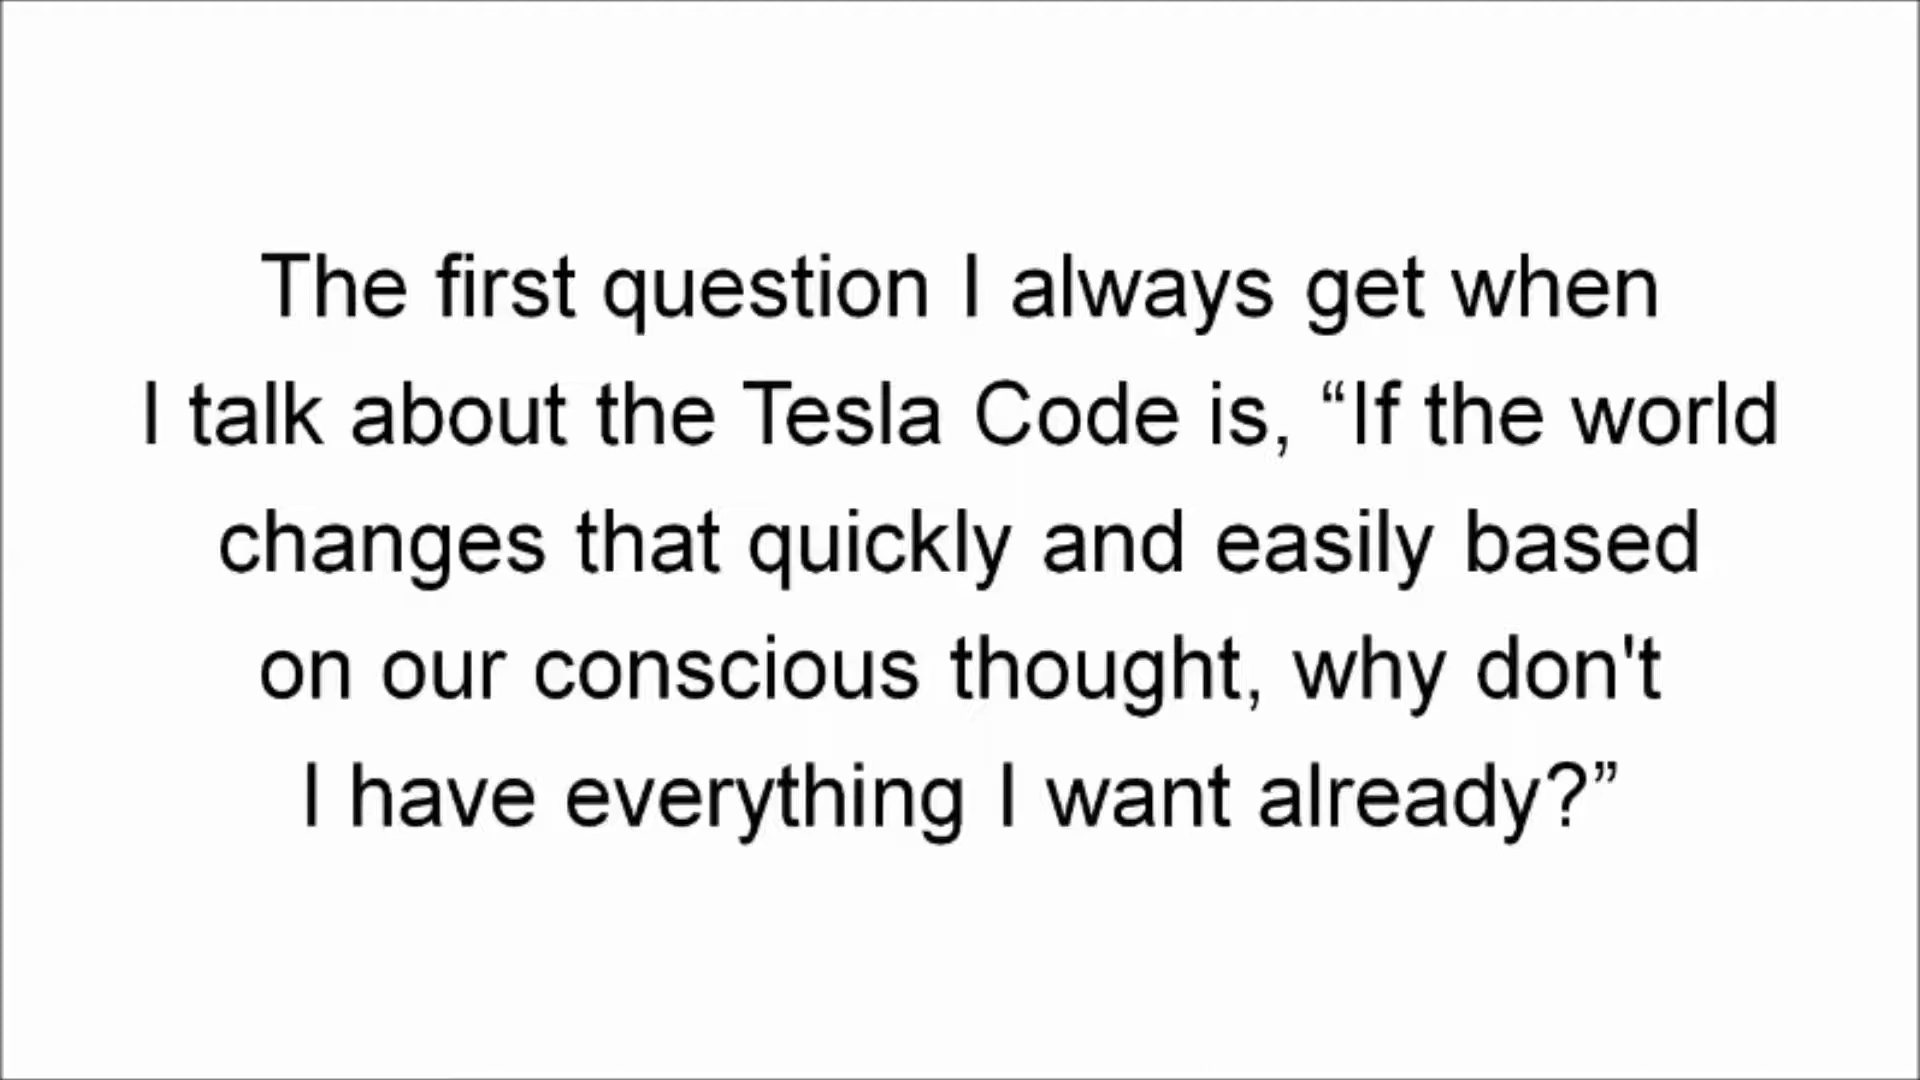 The first question I always get when
I talk about the Tesla Code is, “If the world
changes that quickly and easily based
on our conscious thought, why don't
I have everything I want already?”